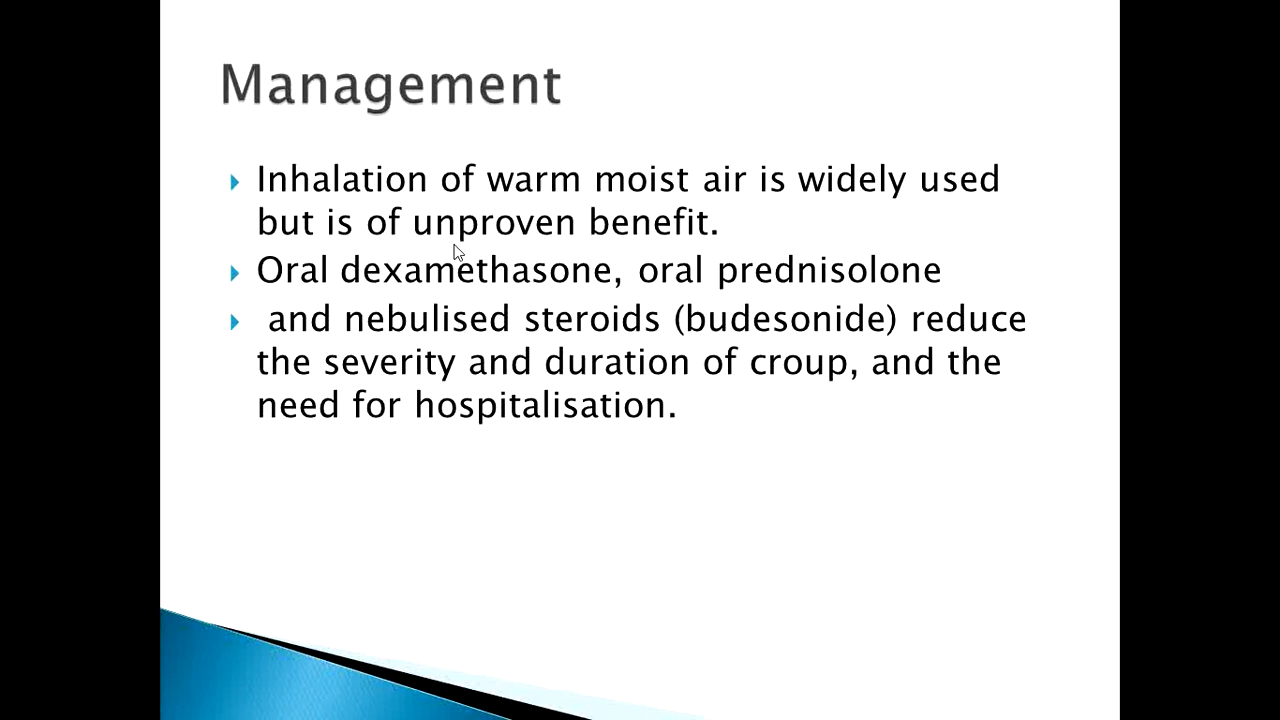 Management
Inhalation of warm moist air is widely used
but is of unproven benefit.
Oral dexamethasone, oral prednisolone
and nebulised steroids (budesonide) reduce
the severity and duration of croup, and the
need for hospitalisation.